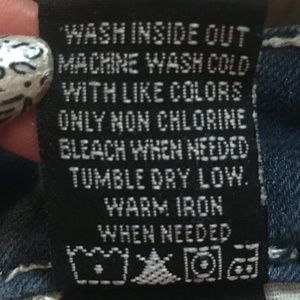 WASH INSIDE OUT
MACHINE WASH COLD
WITH LIKE COLORS
ONLY NON CHLORINE
BLEACH WHEN NEEDED
TUMBLE DRY LOW.
WARM IRON
WHEN NEEDED